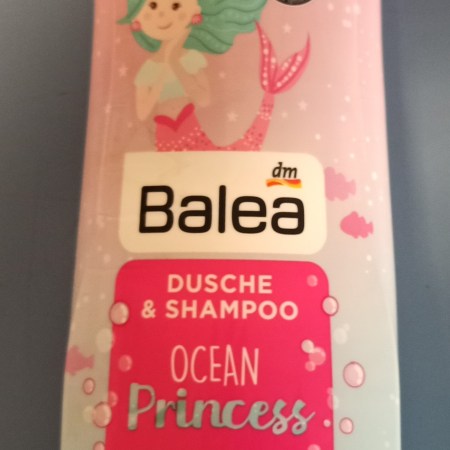 dm
Balea
DUSCHE
& SHAMPOO
OCEAN
Princess